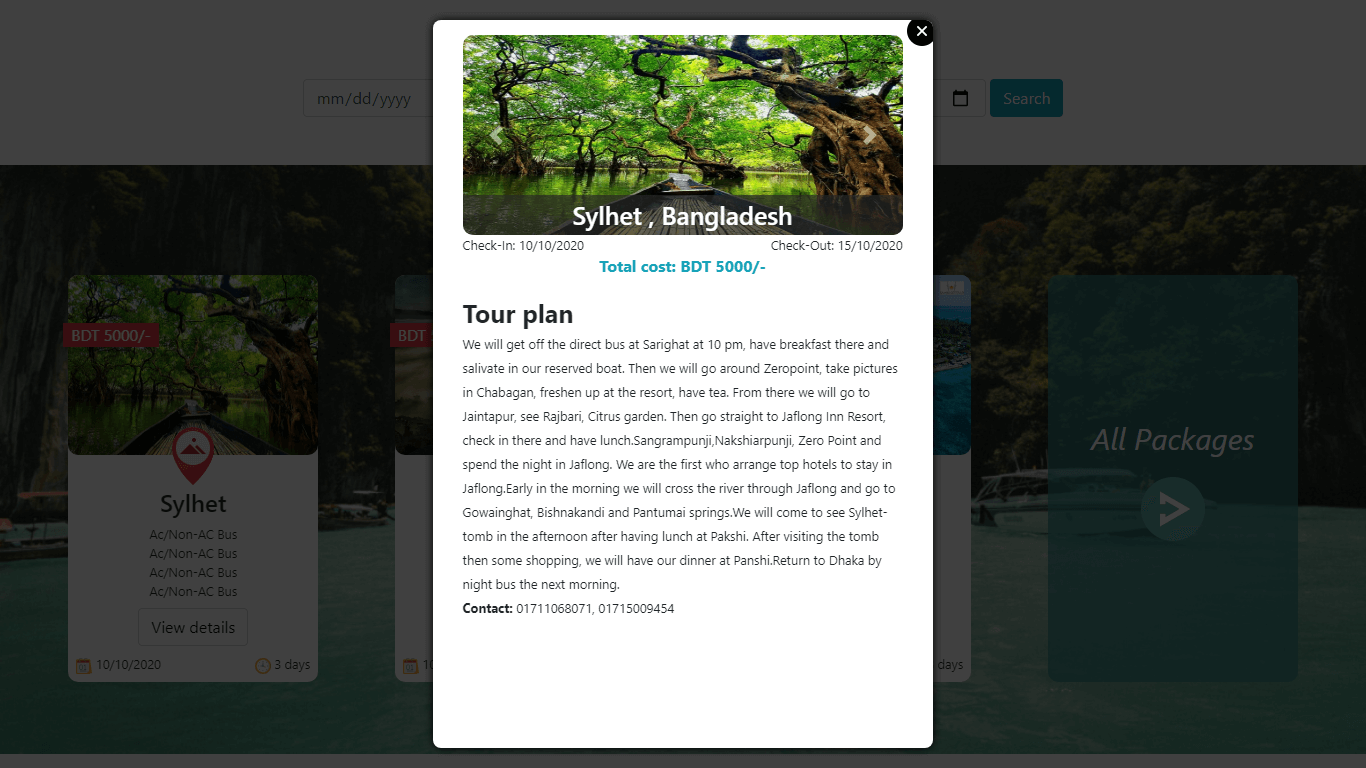 mm/dd/yyyy
Search
Sylhet , Bangladesh
Check-In: 10/10/2020
Check-Out: 15/10/2020
Total cost: BDT 5000/-
Tour plan
We will get off the direct bus at Sarighat at 10 pm, have breakfast there and
salivate in our reserved boat. Then we will go around Zeropoint, take pictures
in Chabagan, freshen up at the resort, have tea. From there we will go to
Jaintapur, see Rajbari, Citrus garden. Then go straight to Jaflong Inn Resort,
check in there and have lunch.Sangrampunji,Nakshiarpunji, Zero Point and
spend the night in Jaflong. We are the first who arrange top hotels to stay in
Jaflong.Early in the morning we will cross the river through Jaflong and go to
Gowainghat, Bishnakandi and Pantumai springs.We will come to see Sylhet-
tomb in the afternoon after having lunch at Pakshi. After visiting the tomb
then some shopping, we will have our dinner at Panshi.Return to Dhaka by
night bus the next morning.
Contact: 01711068071, 01715009454
BDT 5000/-
Sylhet
Ac/Non-AC Bus
Ac/Non-AC Bus
Ac/Non-AC Bus
Ac/Non-AC Bus
View details
10/10/2020
3 days
BDT
days
All Packages